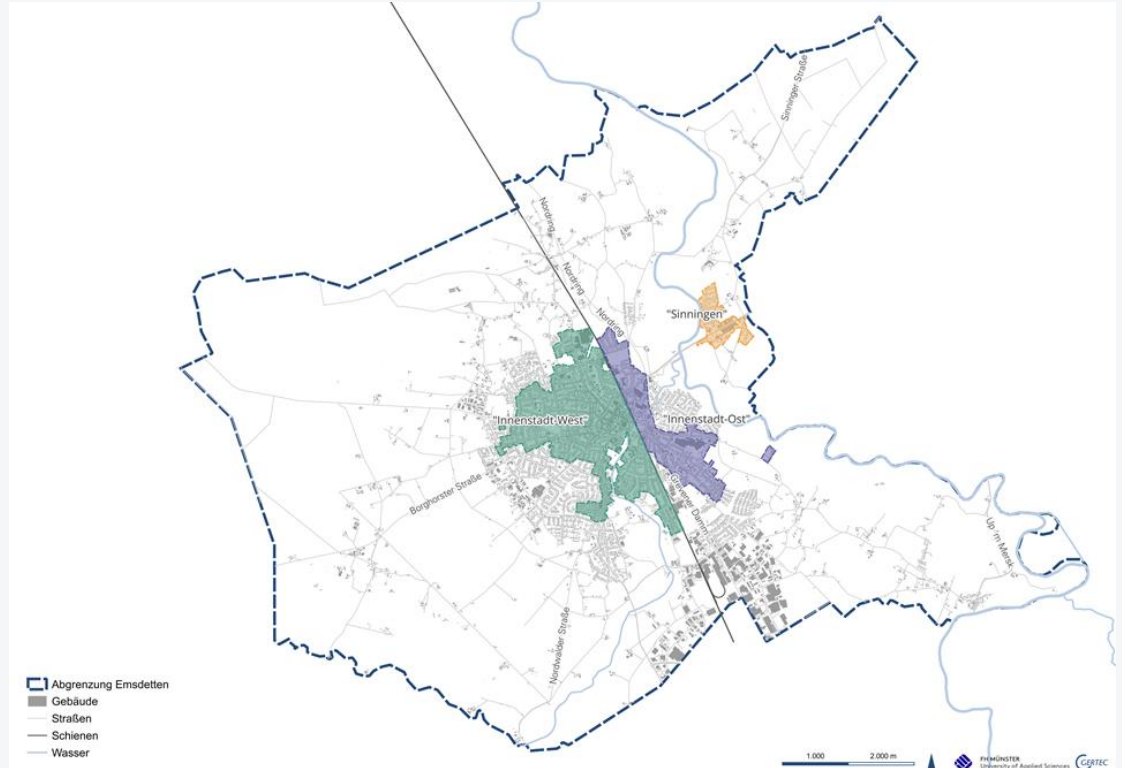 Sinninger Straße
Nordring
Nordring
Nordring
"Sinningen"
"Innenstadt-West"
"Innenstadt-Ost"
Borghorster Straße
Grevener Damm
Up 'm Mersk
Nordwalder Straße
Abgrenzung Emsdetten
Gebäude
Straßen
Schienen
Wasser
1.000 2.000 m
FH MÜNSTER
University of Applied Sciences
GERTEC